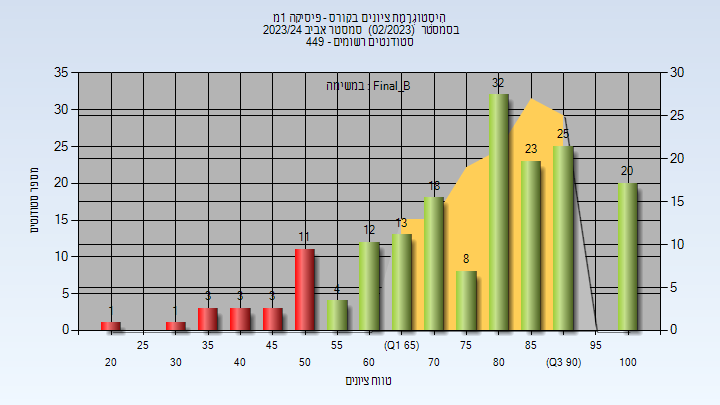 היסטוגרמת ציונים בקורס - פיסיקה 1מ
בסמסטר (02/2023) סמסטר אביב 2023/24
סטודנטים רשומים - 449
במשימה : Final_B
מספר סטודנטים
35 30 25 20 15 10 5 0
30 25 20 15 10 5 0
1 1 3 3 3 11 4 12 13 18 8 32 23 25 20
25 35 45 55 (Q1 65) 75 85 95
20 30 40 50 60 70 80 (Q3 90) 100
טווח ציונים